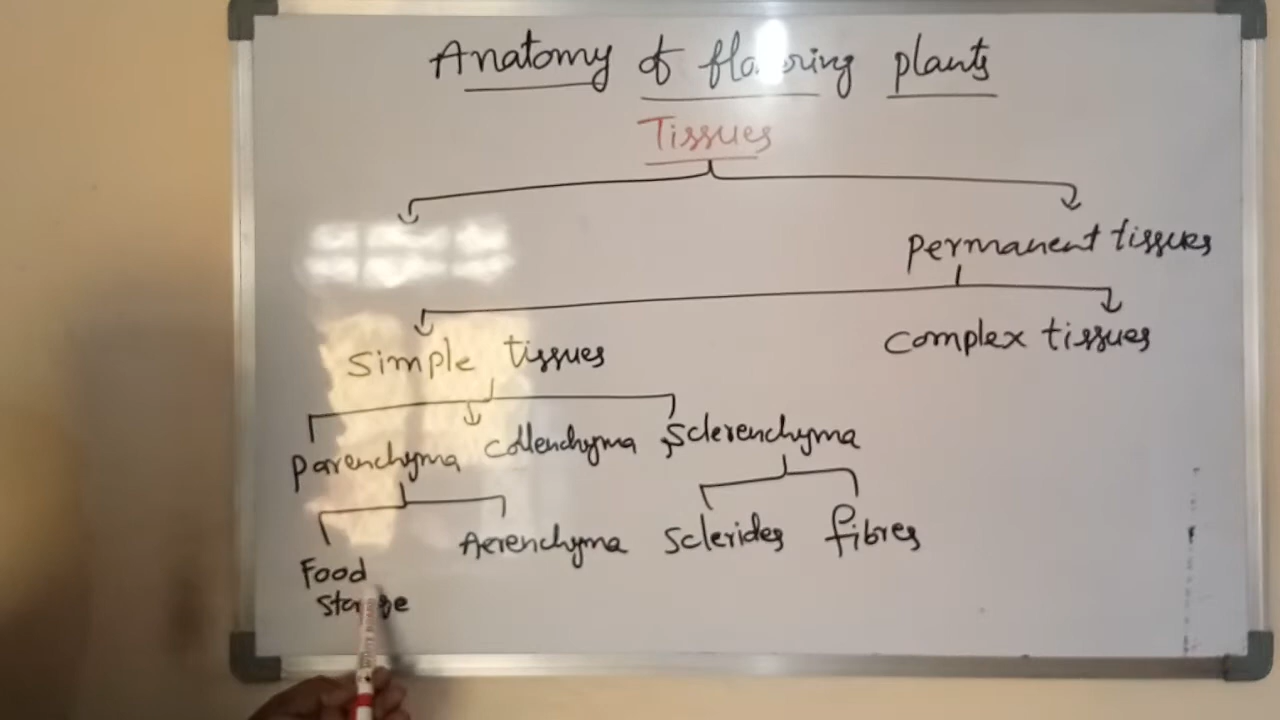 Anatomy of flowering plants
Tissues
permanent tissues
simple tissues
complex tissues
parenchyma collenchyma , sclerenchyma
Food
storage
Aerenchyma
Sclerides
fibres